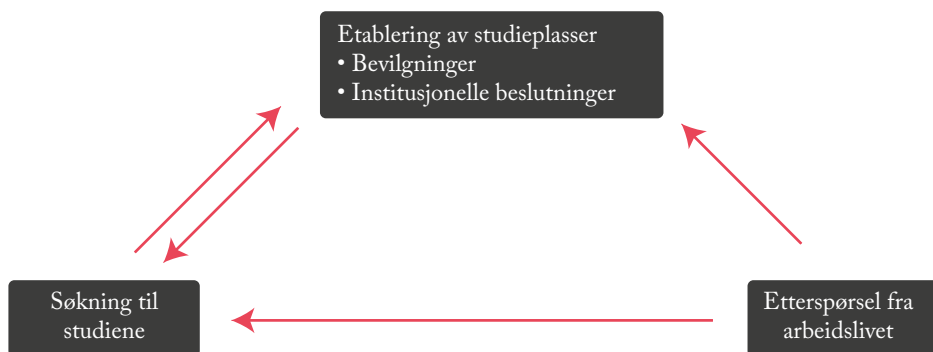 Etablering av studieplasser
• Bevilgninger
• Institusjonelle beslutninger
Søkning til
studiene
Etterspørsel fra
arbeidslivet